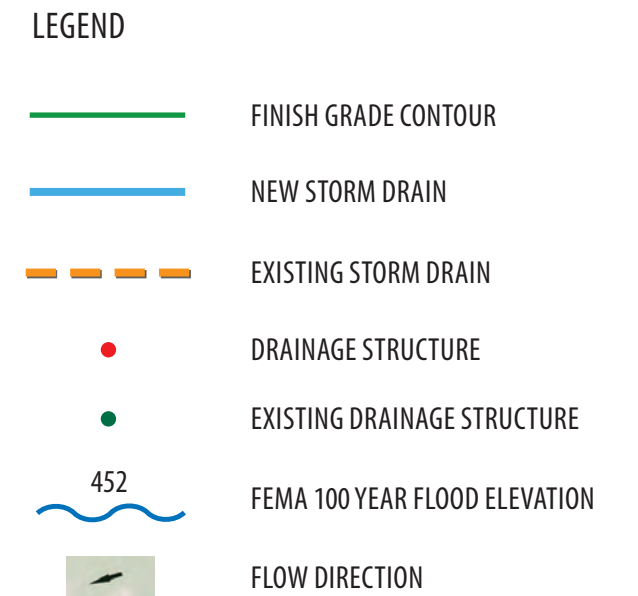 LEGEND
FINISH GRADE CONTOUR
NEW STORM DRAIN
EXISTING STORM DRAIN
DRAINAGE STRUCTURE
EXISTING DRAINAGE STRUCTURE
452
FEMA 100 YEAR FLOOD ELEVATION
FLOW DIRECTION